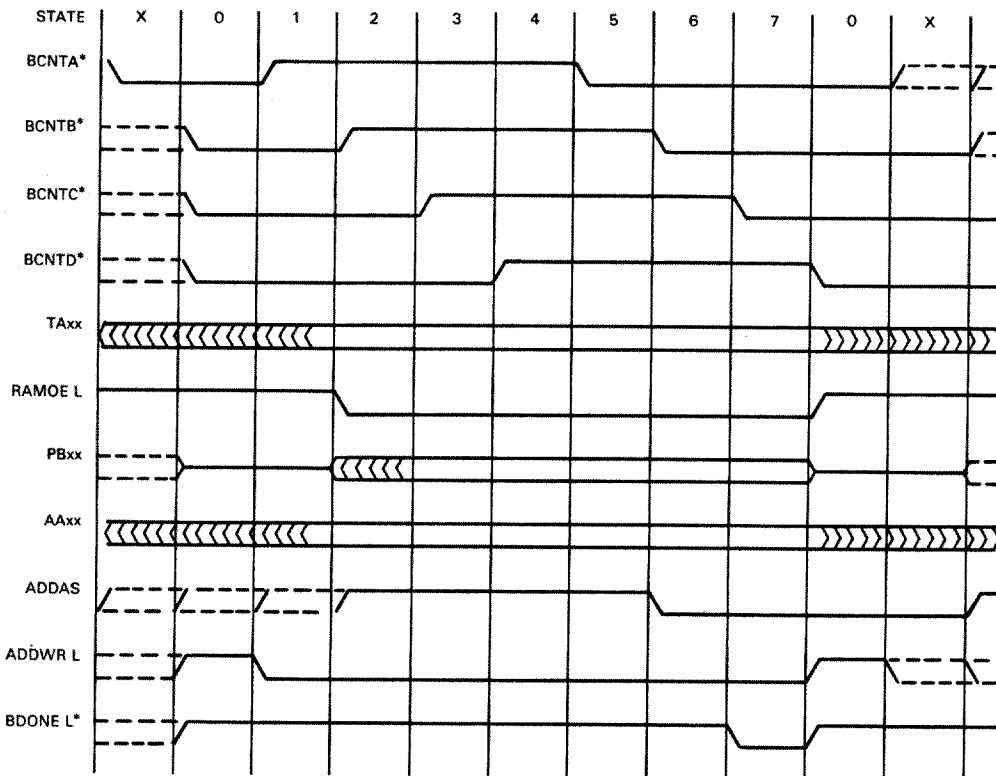 STATE X 0 1 2 3 4 5 6 7 0 X
BCNTA*
BCNTB*
BCNTC*
BCNTD*
TAxx
RAMOE L
PBxx
AAxx
ADDAS
ADDWR L
BDONE L*